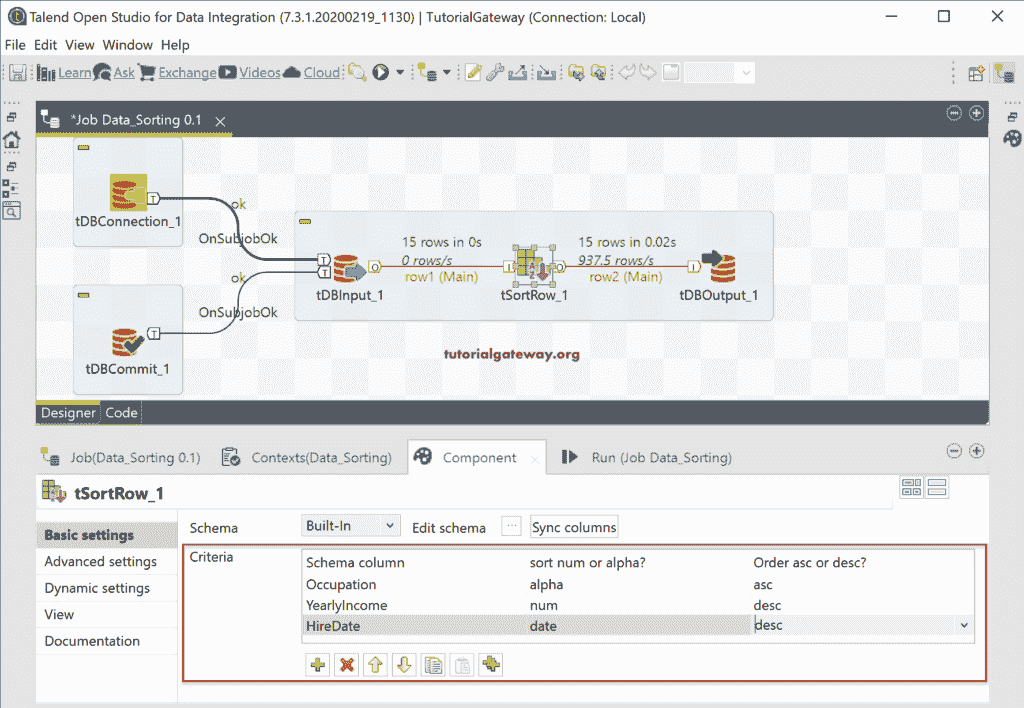 Talend Open Studio for Data Integration (7.3.1.20200219_1130) | TutorialGateway (Connection: Local)
File Edit View Window Help
Learn Ask Exchange Videos Cloud
*Job Data_Sorting 0.1
tDBConnection_1
ok
OnSubjobOk
15 rows in 0s
0 rows/s
row1 (Main)
15 rows in 0.02s
937.5 rows/s
row2 (Main)
tDBInput_1
tSortRow_1
tDBOutput_1
ok
OnSubjobOk
tDBCommit_1
tutorialgateway.org
Designer Code
Job(Data_Sorting 0.1) Contexts(Data_Sorting) Component Run (Job Data_Sorting)
tSortRow_1
Basic settings
Advanced settings
Dynamic settings
View
Documentation
Schema Built-In Edit schema ... Sync columns
Criteria
Schema column sort num or alpha? Order asc or desc?
Occupation alpha asc
YearlyIncome num desc
HireDate date desc